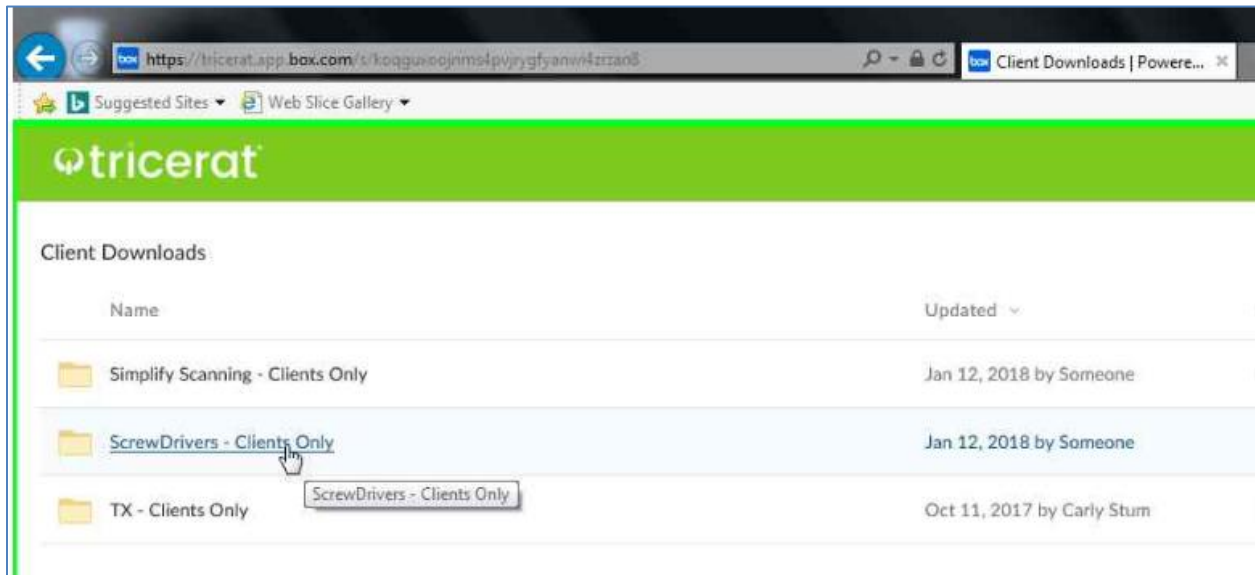 box https://tricerat.app.box.com/s/
Client Downloads | Powere...
Suggested Sites
Web Slice Gallery
tricerat
Client Downloads
Name
Updated
Simplify Scanning - Clients Only
Jan 12, 2018 by Someone
ScrewDrivers - Clients Only
Jan 12, 2018 by Someone
ScrewDrivers - Clients Only
TX - Clients Only
Oct 11, 2017 by Carly Stum